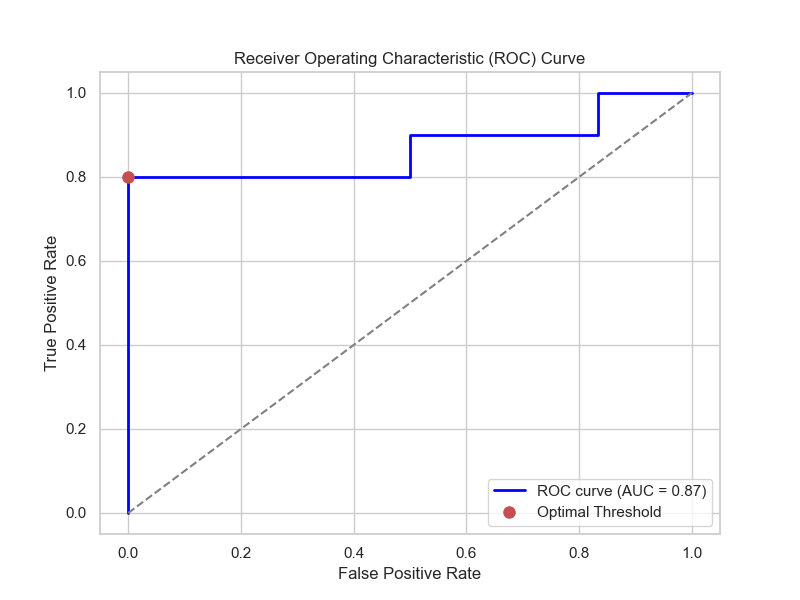 Receiver Operating Characteristic (ROC) Curve
1.0
0.8
0.6
0.4
0.2
0.0
True Positive Rate
0.0 0.2 0.4 0.6 0.8 1.0
False Positive Rate
ROC curve (AUC = 0.87)
Optimal Threshold